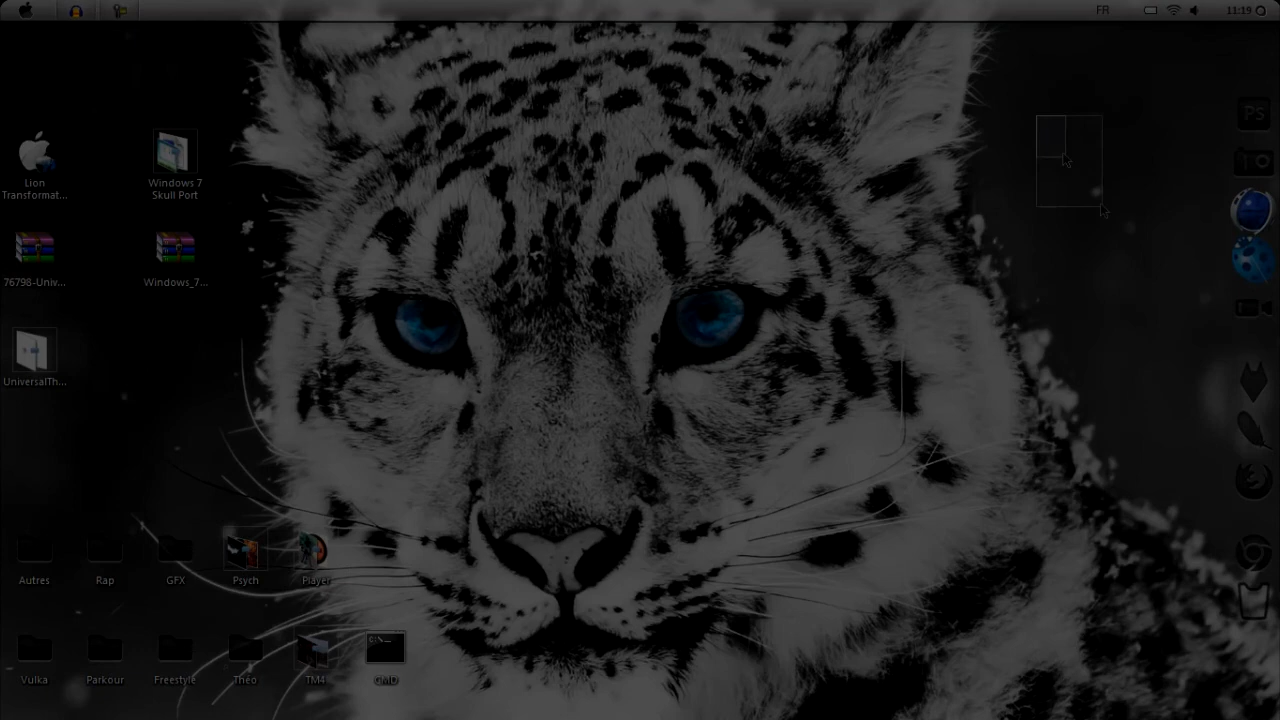 FR
11:19
Lion
Transformat...
Windows 7
Skull Port
PS
76798-Univ...
Windows_7...
UniversalTh...
Autres
Rap
GFX
Psych
Player
C:\._
Vulka
Parkour
Freestyle
Théo
TM4
CMD